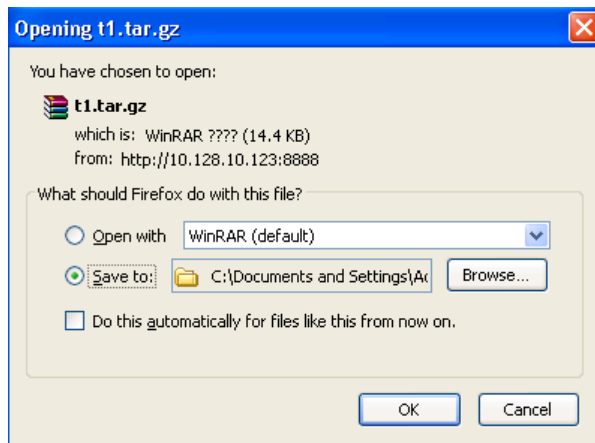 Opening t1.tar.gz
You have chosen to open:
t1.tar.gz
which is: WinRAR ???? (14.4 KB)
from: http://10.128.10.123:8888
What should Firefox do with this file?
Open with WinRAR (default)
Save to: C:\Documents and Settings\Ac Browse...
Do this automatically for files like this from now on.
OK Cancel